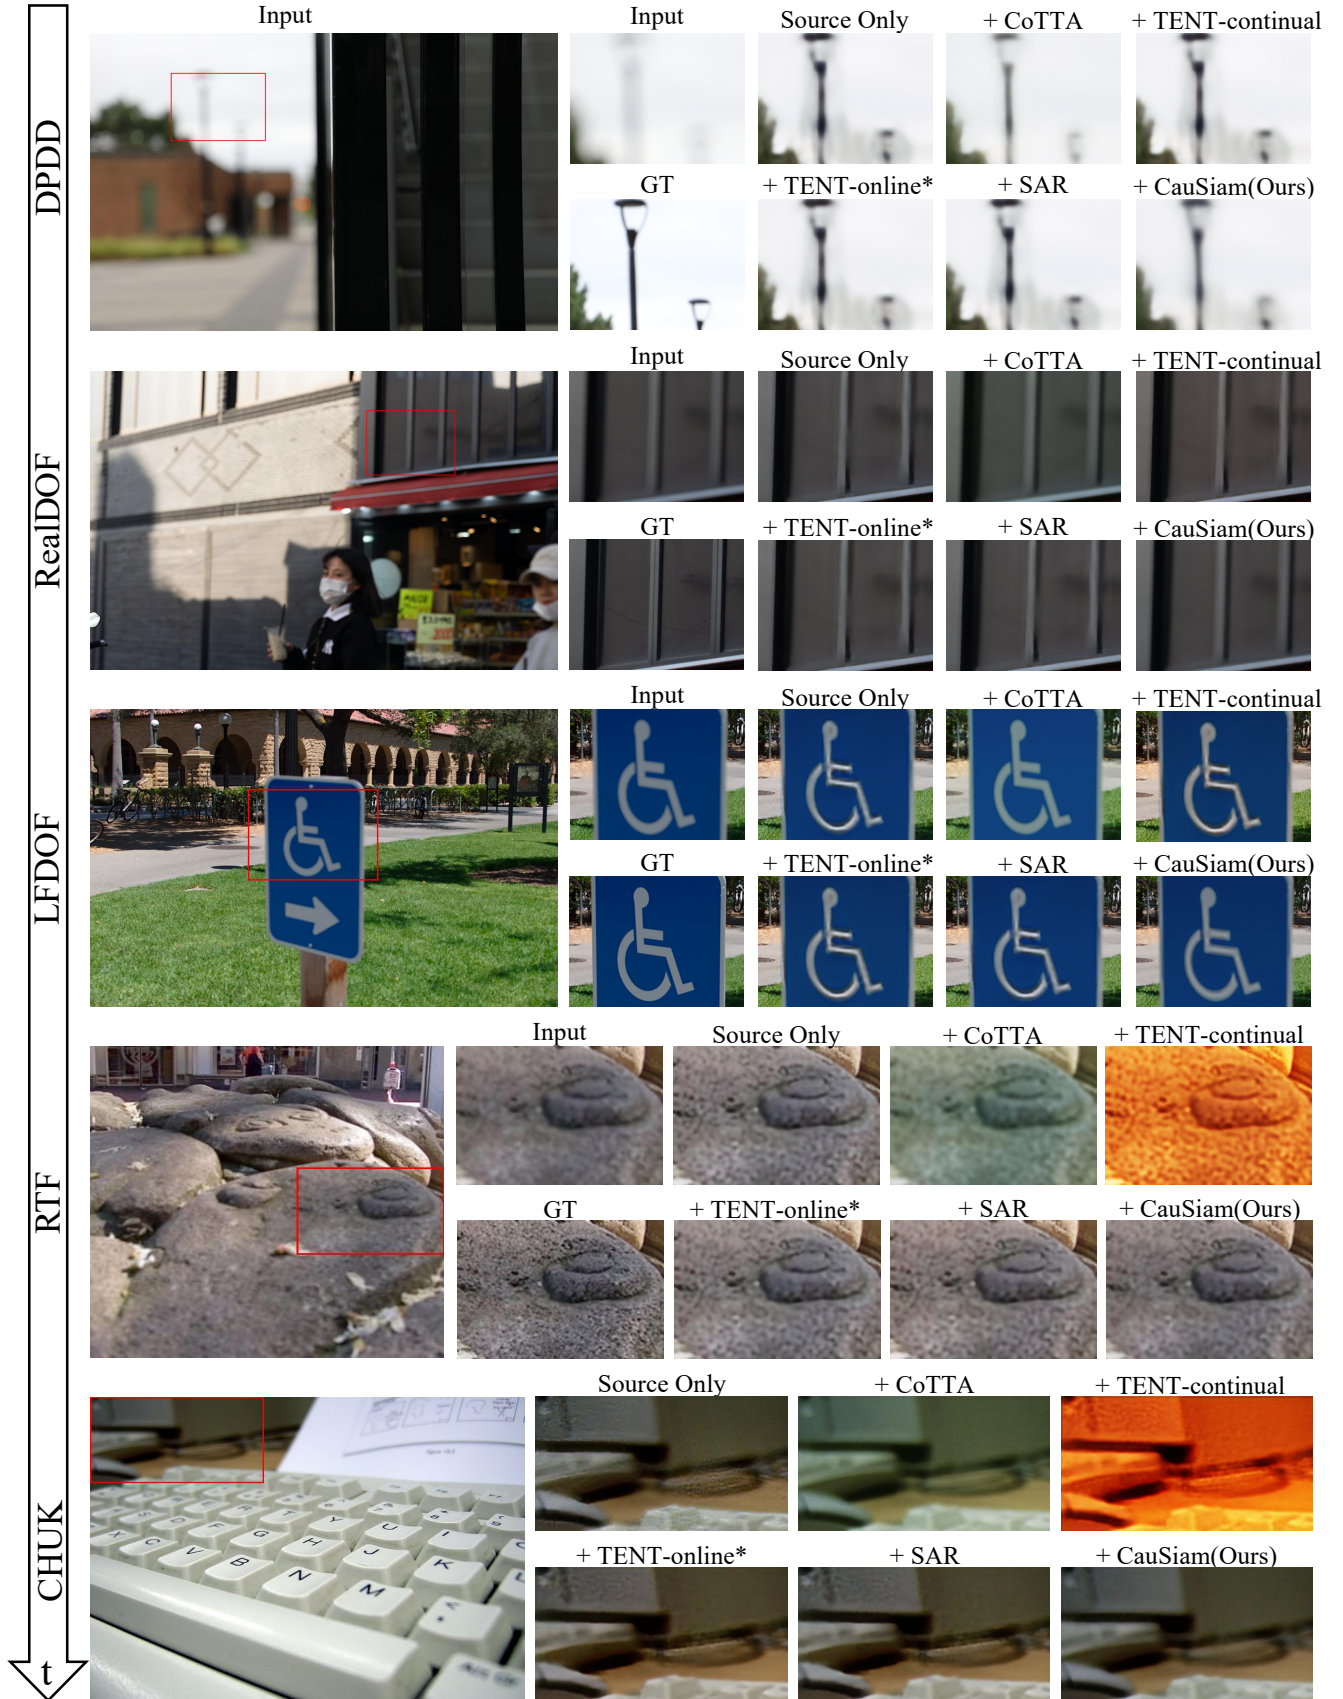 Input
Input Source Only + CoTTA + TENT-continual
DPDD
GT + TENT-online* + SAR + CauSiam(Ours)
Input Source Only + CoTTA + TENT-continual
RealDOF
GT + TENT-online* + SAR + CauSiam(Ours)
Input Source Only + CoTTA + TENT-continual
LFDOF
GT + TENT-online* + SAR + CauSiam(Ours)
Input Source Only + CoTTA + TENT-continual
RTF
GT + TENT-online* + SAR + CauSiam(Ours)
Source Only + CoTTA + TENT-continual
CHUK
+ TENT-online* + SAR + CauSiam(Ours)
R T Y U I
S D F G H J K L
X C V B N M <
t